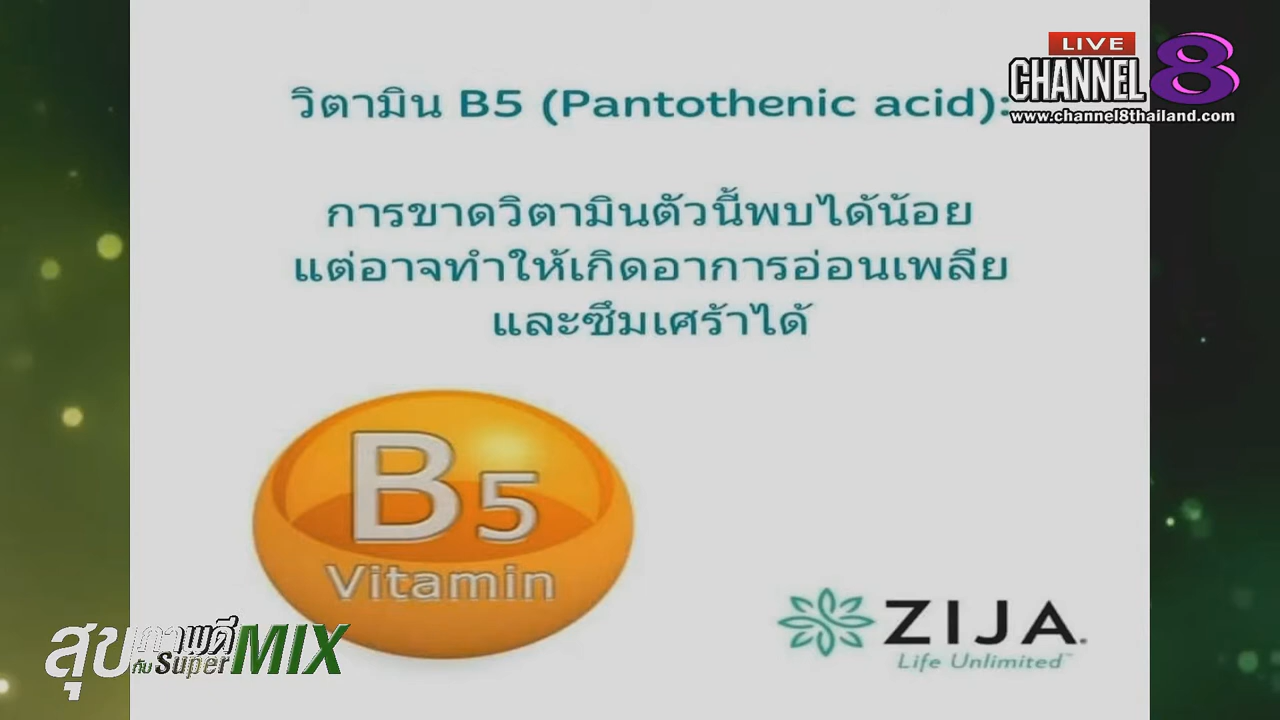 LIVE
CHANNEL 8
www.channel8thailand.com
วิตามิน B5 (Pantothenic acid):
การขาดวิตามินตัวนี้พบได้น้อย
แต่อาจทำให้เกิดอาการอ่อนเพลีย
และซึมเศร้าได้
B5
Vitamin
สุขภาพดี
กับ Super MIX
ZIJA
Life Unlimited™